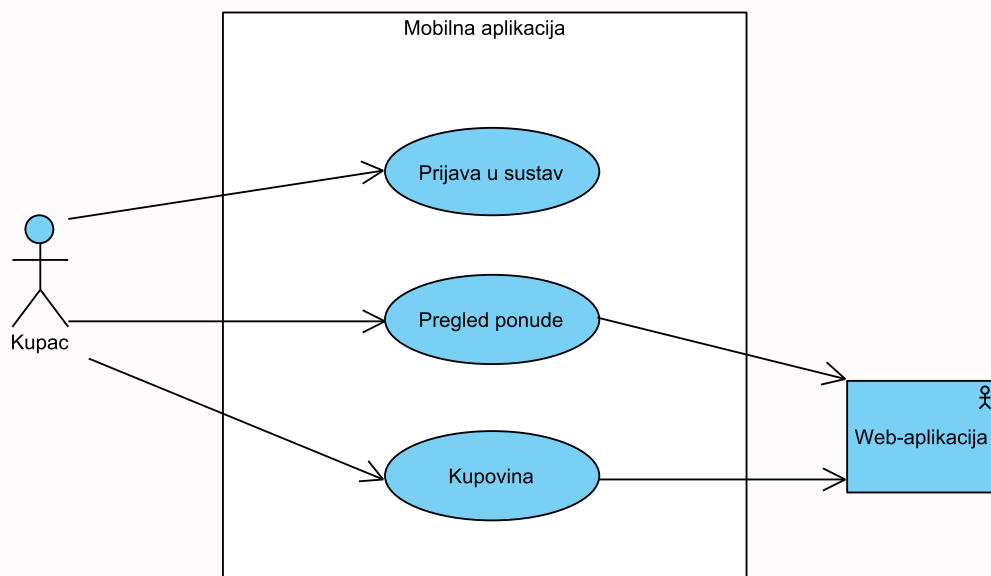 Mobilna aplikacija
Prijava u sustav
Pregled ponude
Kupac
Web-aplikacija
Kupovina